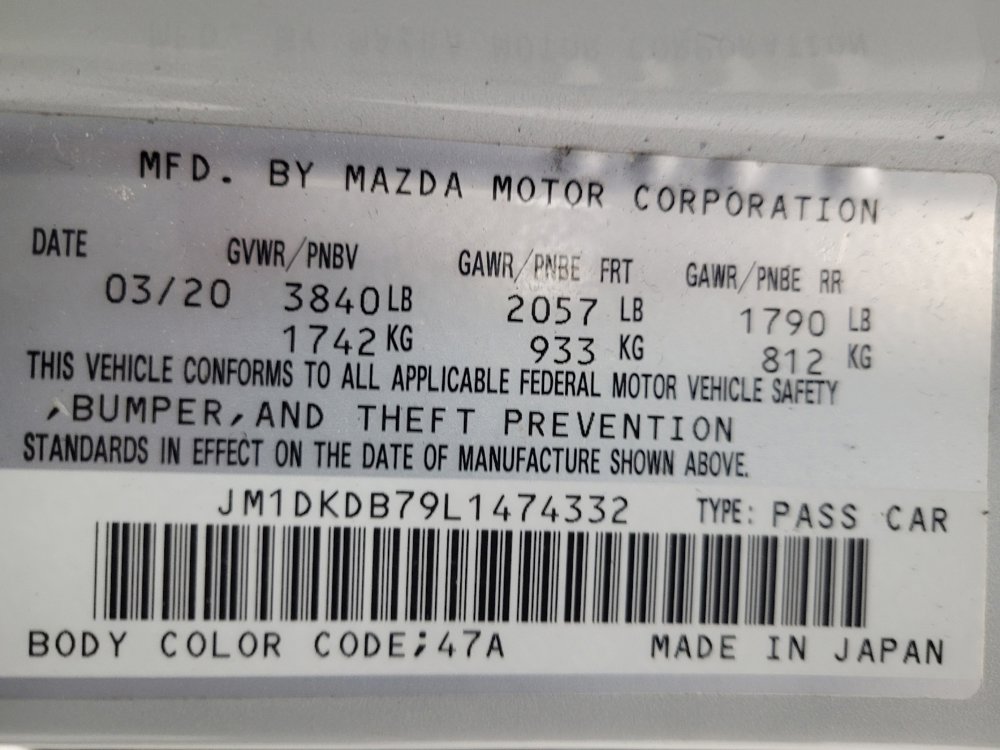 MFD. BY MAZDA MOTOR CORPORATION
DATE GVWR/PNBV GAWR/PNBE FRT GAWR/PNBE RR
03/20 3840 LB 2057 LB 1790 LB
1742 KG 933 KG 812 KG
THIS VEHICLE CONFORMS TO ALL APPLICABLE FEDERAL MOTOR VEHICLE SAFETY
,BUMPER,AND THEFT PREVENTION
STANDARDS IN EFFECT ON THE DATE OF MANUFACTURE SHOWN ABOVE.
JM1DKDB79L1474332 TYPE: PASS CAR
BODY COLOR CODE;47A MADE IN JAPAN